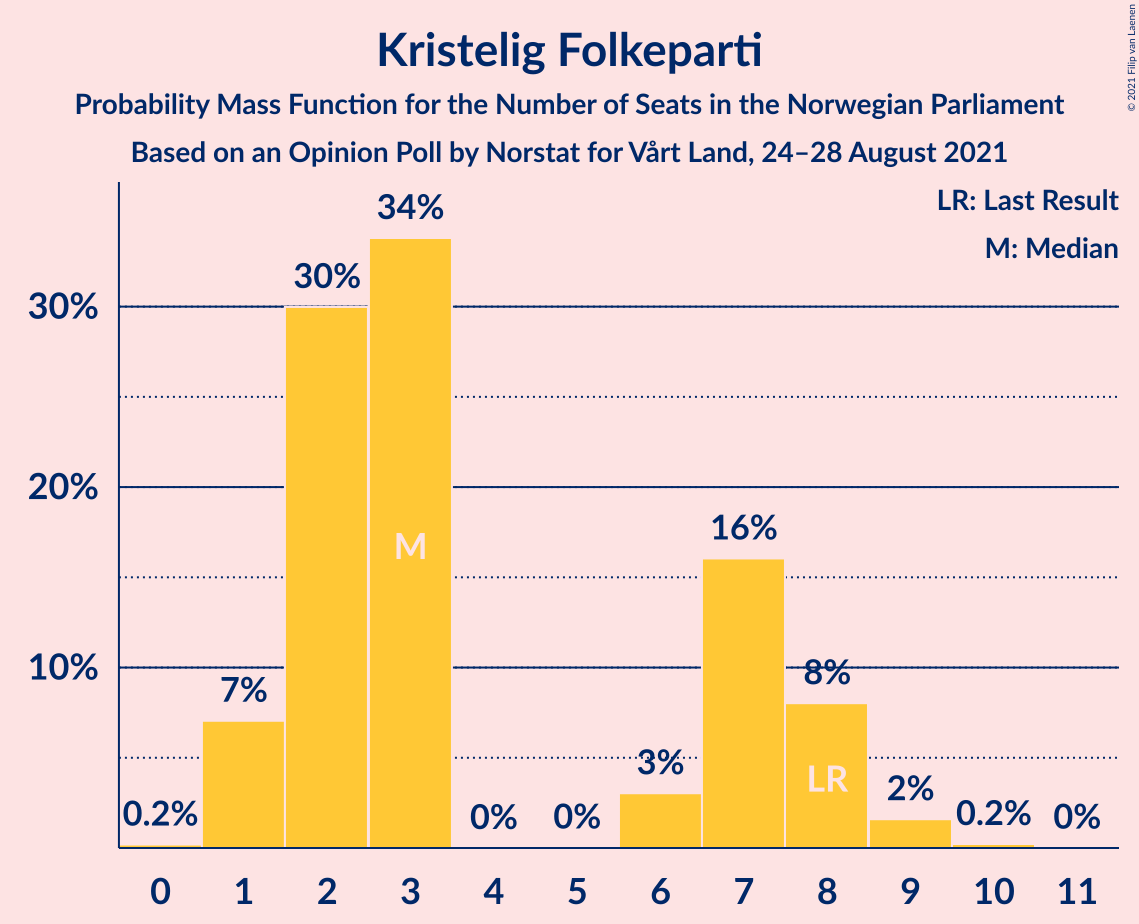 Kristelig Folkeparti
Probability Mass Function for the Number of Seats in the Norwegian Parliament
Based on an Opinion Poll by Norstat for Vårt Land, 24–28 August 2021
© 2021 Filip van Laenen
LR: Last Result
M: Median
34%
30%
30%
20%
16%
M
10%
8%
7%
3%
LR
2%
0.2%
0%
0%
0.2%
0%
0 1 2 3 4 5 6 7 8 9 10 11